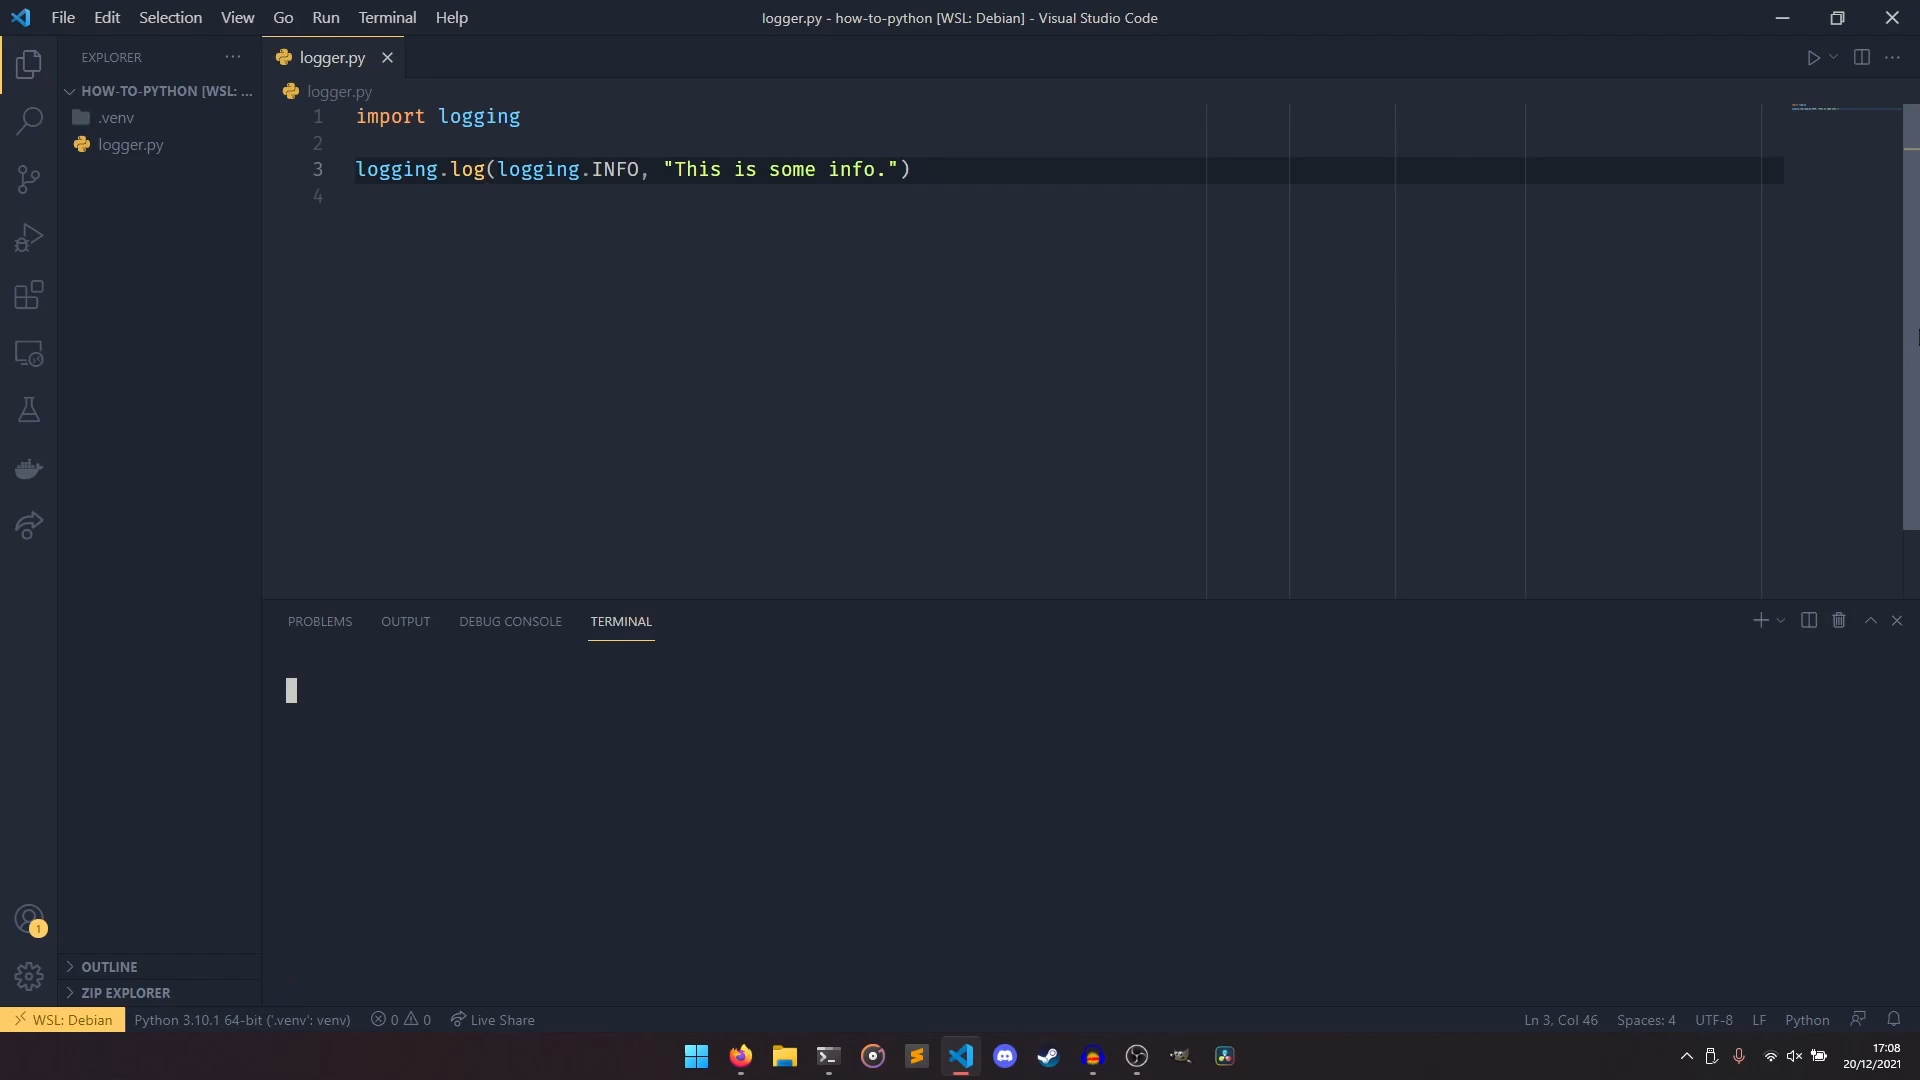 File Edit Selection View Go Run Terminal Help
logger.py - how-to-python [WSL: Debian] - Visual Studio Code
EXPLORER
HOW-TO-PYTHON [WSL: ...
.venv
logger.py
logger.py
logger.py
1 import logging
2
3 logging.log(logging.INFO, "This is some info.")
4
PROBLEMS OUTPUT DEBUG CONSOLE TERMINAL
1
OUTLINE
ZIP EXPLORER
WSL: Debian Python 3.10.1 64-bit ('.venv': venv) 0 0 Live Share
Ln 3, Col 46 Spaces: 4 UTF-8 LF Python
17:08
20/12/2021